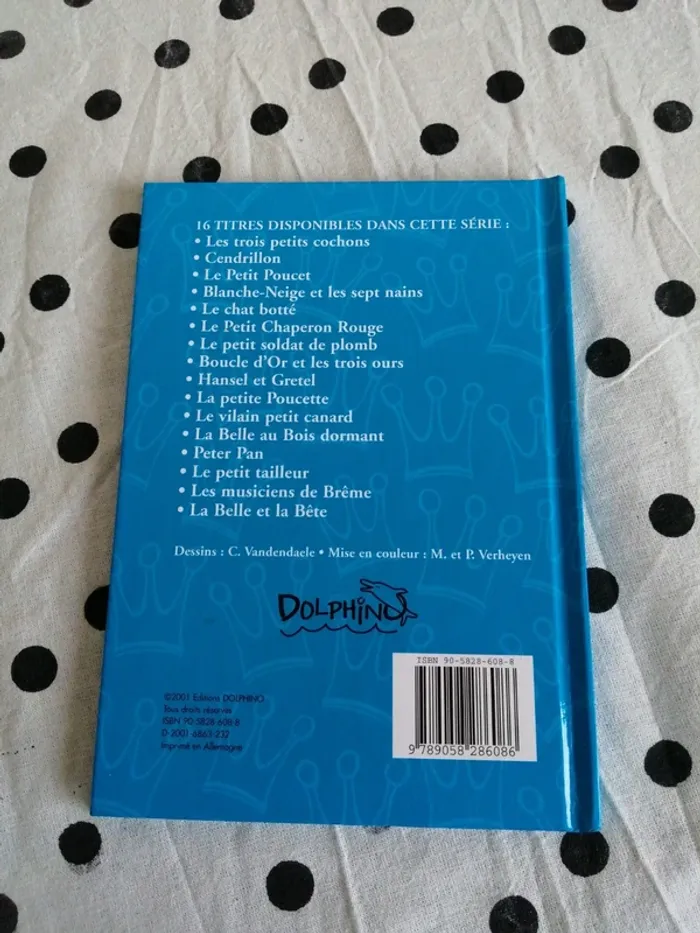 16 TITRES DISPONIBLES DANS CETTE SÉRIE :
• Les trois petits cochons
• Cendrillon
• Le Petit Poucet
• Blanche-Neige et les sept nains
• Le chat botté
• Le Petit Chaperon Rouge
• Le petit soldat de plomb
• Boucle d'Or et les trois ours
• Hansel et Gretel
• La petite Poucette
• Le vilain petit canard
• La Belle au Bois dormant
• Peter Pan
• Le petit tailleur
• Les musiciens de Brême
• La Belle et la Bête
Dessins : C. Vandendaele • Mise en couleur : M. et P. Verheyen
DOLPHINO
ISBN 90-5828-608-8
9 789058 286086
©2001 Editions DOLPHINO
Tous droits réservés
ISBN 90-5828-608-8
0-2001-6863-232
Imprimé en Allemagne